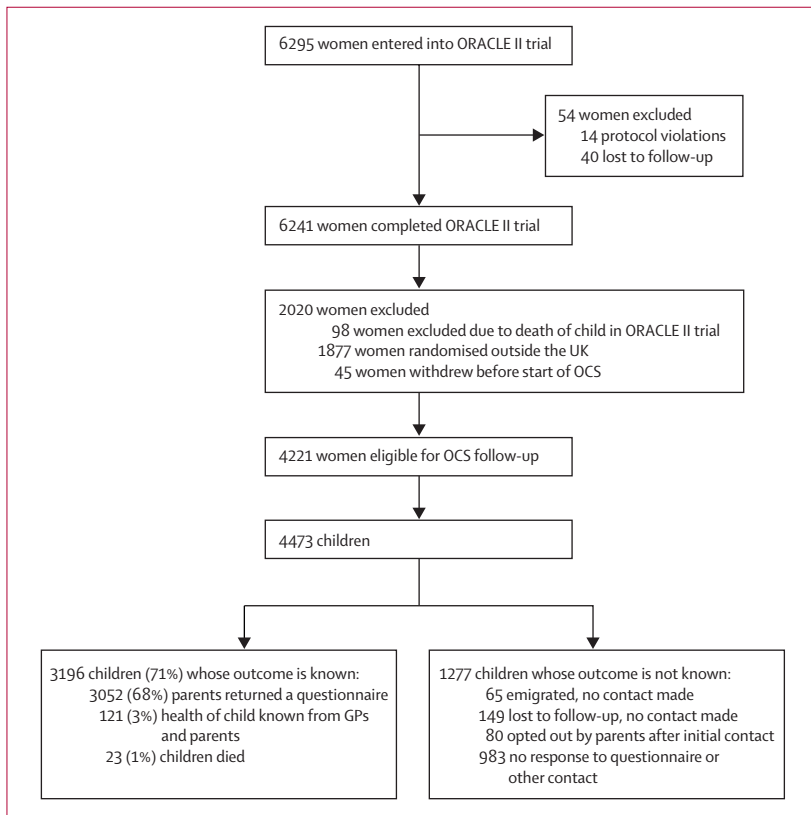 6295 women entered into ORACLE II trial
54 women excluded
14 protocol violations
40 lost to follow-up
6241 women completed ORACLE II trial
2020 women excluded
98 women excluded due to death of child in ORACLE II trial
1877 women randomised outside the UK
45 women withdrew before start of OCS
4221 women eligible for OCS follow-up
4473 children
3196 children (71%) whose outcome is known:
3052 (68%) parents returned a questionnaire
121 (3%) health of child known from GPs
and parents
23 (1%) children died
1277 children whose outcome is not known:
65 emigrated, no contact made
149 lost to follow-up, no contact made
80 opted out by parents after initial contact
983 no response to questionnaire or
other contact